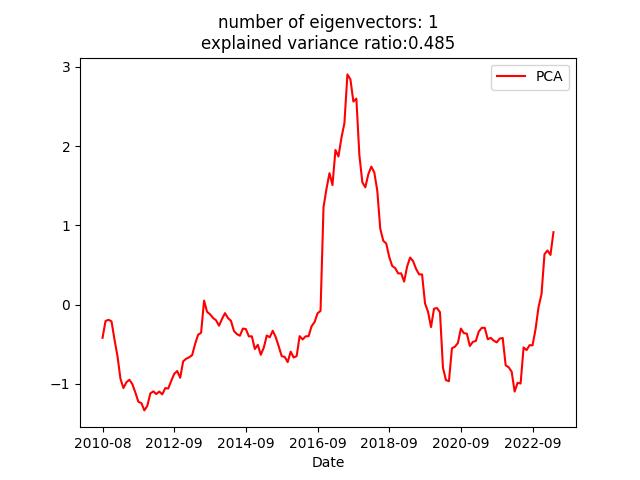 number of eigenvectors: 1
explained variance ratio:0.485
PCA
3
2
1
0
−1
2010-08 2012-09 2014-09 2016-09 2018-09 2020-09 2022-09
Date